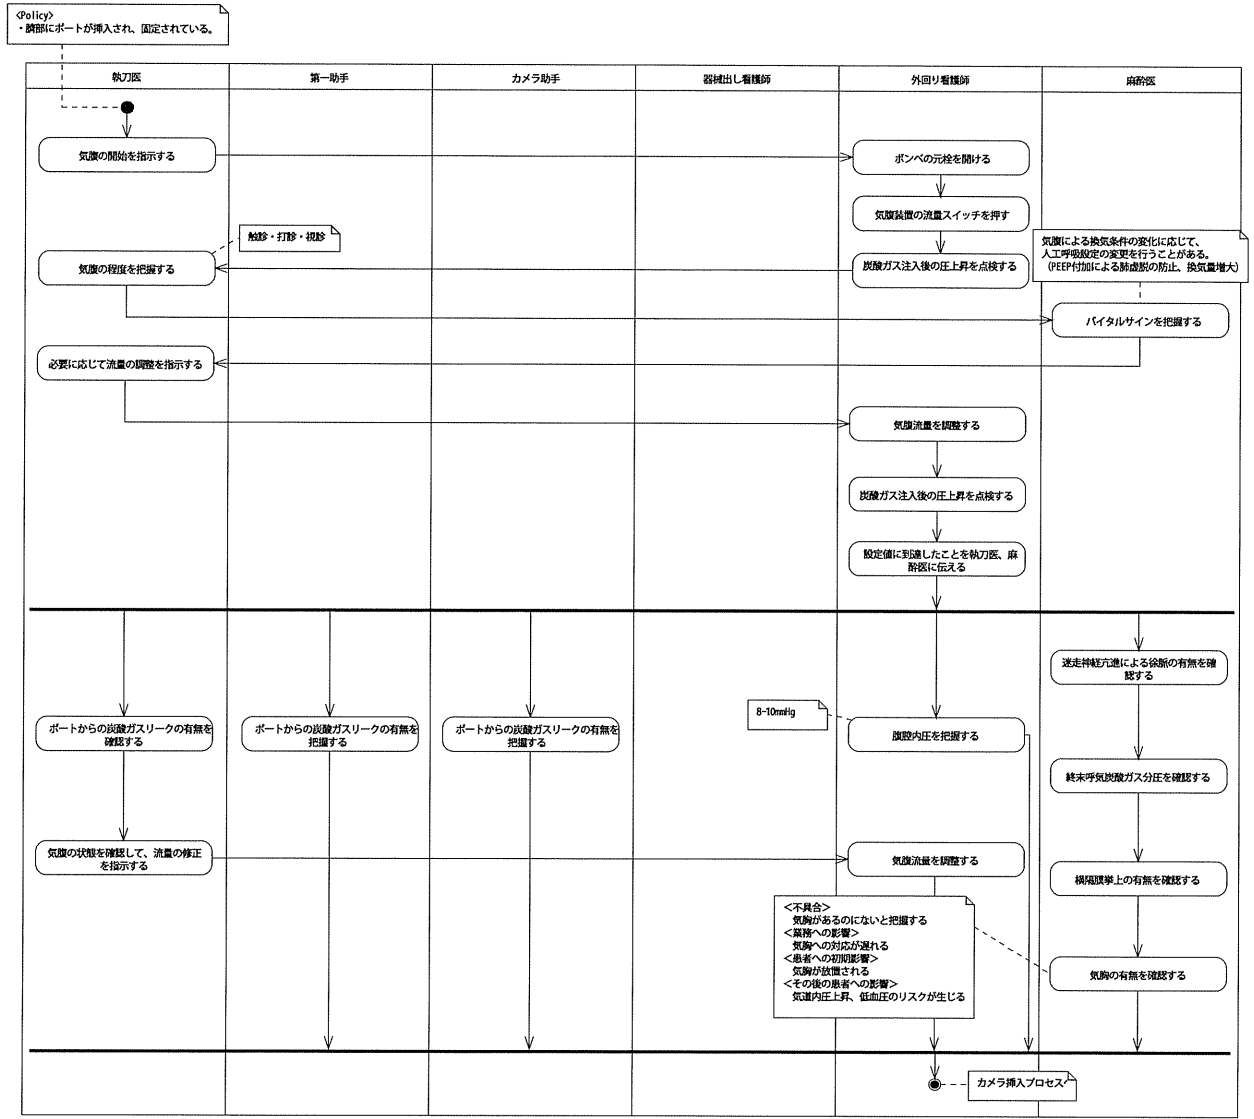 <Policy>
・臍部にポートが挿入され、固定されている。
執刀医
第一助手
カメラ助手
器械出し看護師
外回り看護師
麻酔医
気腹の開始を指示する
ボンベの元栓を開ける
気腹装置の流量スイッチを押す
触診・打診・視診
気腹による換気条件の変化に応じて、
人工呼吸設定の変更を行うことがある。
(PEEP付加による肺虚脱の防止、換気量増大)
気腹の程度を把握する
炭酸ガス注入後の圧上昇を点検する
バイタルサインを把握する
必要に応じて流量の調整を指示する
気腹流量を調整する
炭酸ガス注入後の圧上昇を点検する
設定値に到達したことを執刀医、麻
酔医に伝える
迷走神経亢進による徐脈の有無を確
認する
8-10mmHg
ポートからの炭酸ガスリークの有無を
確認する
ポートからの炭酸ガスリークの有無を
把握する
ポートからの炭酸ガスリークの有無を
把握する
腹腔内圧を把握する
終末呼気炭酸ガス分圧を確認する
気腹の状態を確認して、流量の修正
を指示する
気腹流量を調整する
横隔膜挙上の有無を確認する
<不具合>
気胸があるのにないと把握する
<業務への影響>
気胸への対応が遅れる
<患者への初期影響>
気胸が放置される
<その後の患者への影響>
気道内圧上昇、低血圧のリスクが生じる
気胸の有無を確認する
カメラ挿入プロセスへ